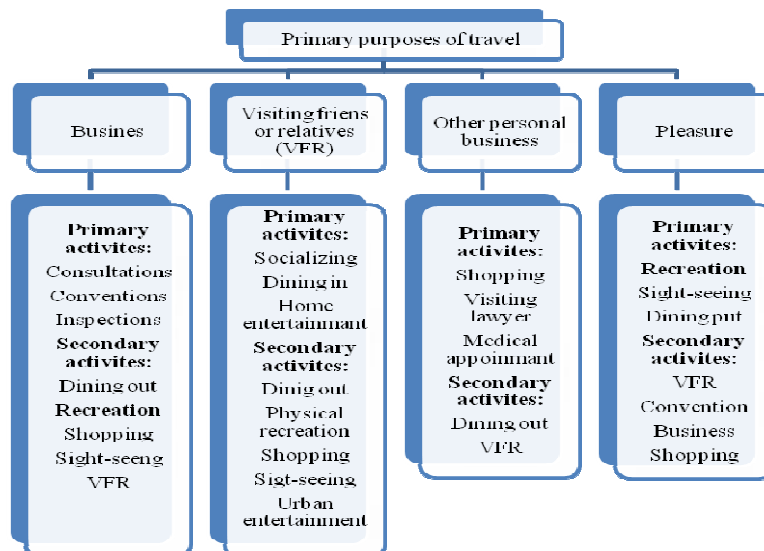 Primary purposes of travel
Busines
Primary
activites:
Consultations
Conventions
Inspections
Secondary
activites:
Dining out
Recreation
Shopping
Sight-seeng
VFR
Visiting friens
or relatives
(VFR)
Primary
activites:
Socializing
Dining in
Home
entertainmant
Secondary
activites:
Dinig out
Physical
recreation
Shopping
Sigt-seeing
Urban
entertainment
Other personal
business
Primary
activites:
Shopping
Visiting
lawyer
Medical
appoinmant
Secondary
activites:
Dining out
VFR
Pleasure
Primary
activites:
Recreation
Sight-seeing
Dining put
Secondary
activites:
VFR
Convention
Business
Shopping